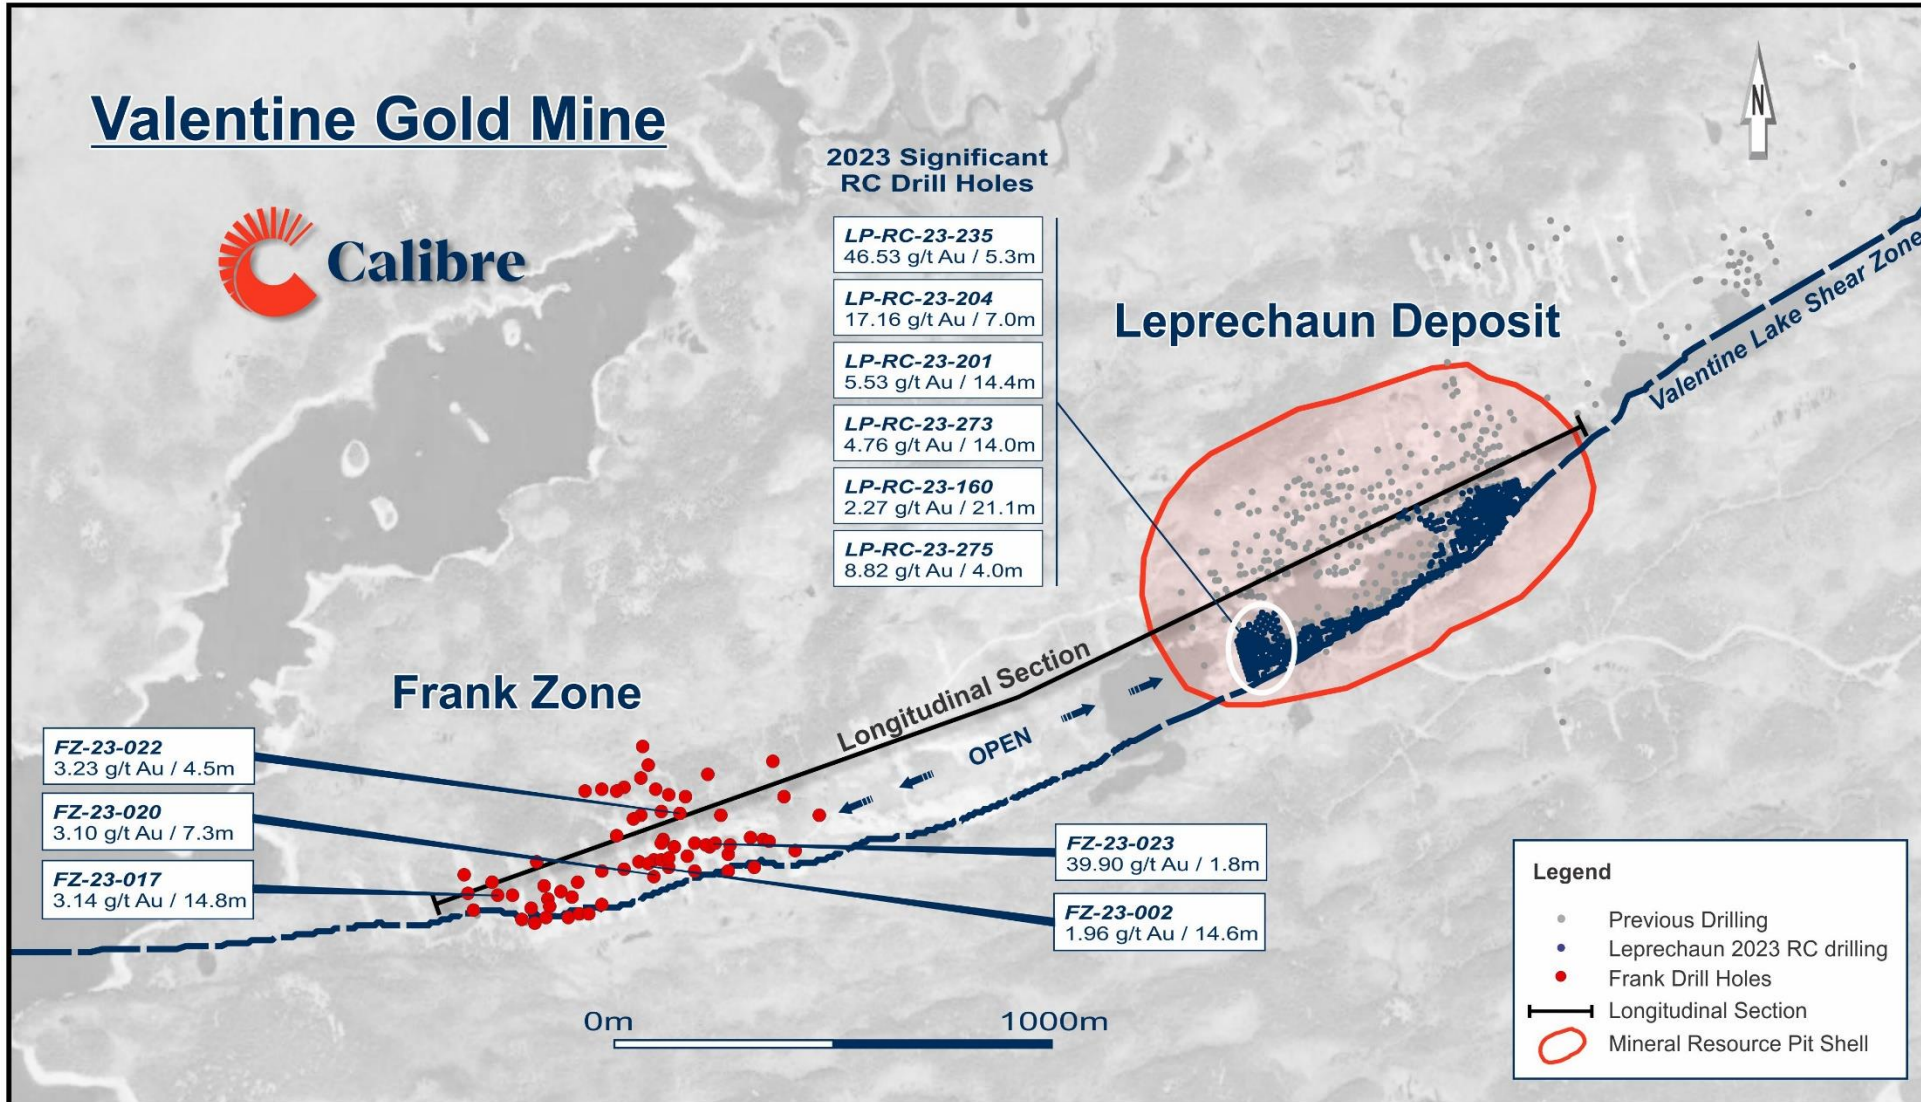 Valentine Gold Mine
Calibre
2023 Significant
RC Drill Holes
LP-RC-23-235
46.53 g/t Au / 5.3m
LP-RC-23-204
17.16 g/t Au / 7.0m
LP-RC-23-201
5.53 g/t Au / 14.4m
LP-RC-23-273
4.76 g/t Au / 14.0m
LP-RC-23-160
2.27 g/t Au / 21.1m
LP-RC-23-275
8.82 g/t Au / 4.0m
N
Leprechaun Deposit
Valentine Lake Shear Zone
Longitudinal Section
OPEN
Frank Zone
FZ-23-022
3.23 g/t Au / 4.5m
FZ-23-020
3.10 g/t Au / 7.3m
FZ-23-017
3.14 g/t Au / 14.8m
FZ-23-023
39.90 g/t Au / 1.8m
FZ-23-002
1.96 g/t Au / 14.6m
0m 1000m
Legend
Previous Drilling
Leprechaun 2023 RC drilling
Frank Drill Holes
Longitudinal Section
Mineral Resource Pit Shell